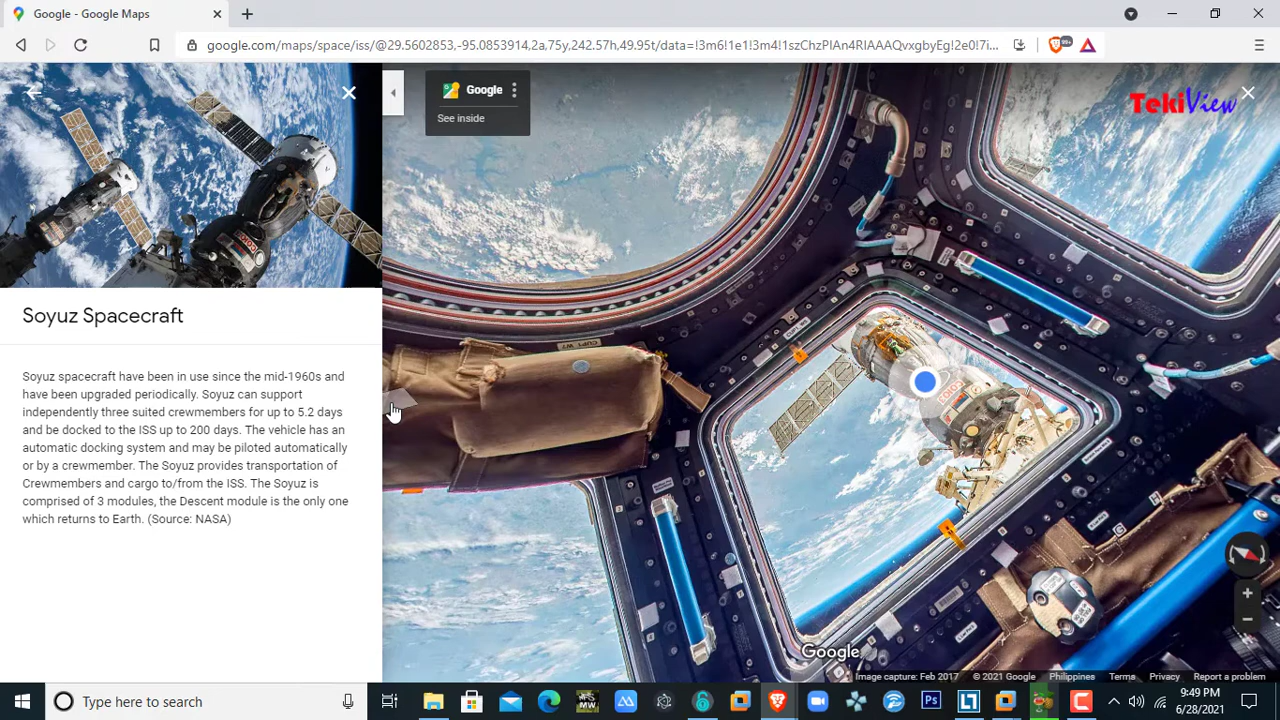 Google - Google Maps
google.com/maps/space/iss/@29.5602833,-95.0853914,2a,75y,242.57h,49.95t/data=!3m6!1e1!3m4!1
99+
Google
See inside
TekiView
Soyuz Spacecraft
Soyuz spacecraft have been in use since the mid-1960s and
have been upgraded periodically. Soyuz can support
independently three suited crewmembers for up to 5.2 days
and be docked to the ISS up to 200 days. The vehicle has an
automatic docking system and may be piloted automatically
or by a crewmember. The Soyuz provides transportation of
Crewmembers and cargo to/from the ISS. The Soyuz is
comprised of 3 modules, the Descent module is the only one
which returns to Earth. (Source: NASA)
Google
Image capture: Feb 2017
© 2021 Google
Philippines
Terms
Privacy
Report a problem
Type here to search
MW
Ps
9:49 PM
6/28/2021